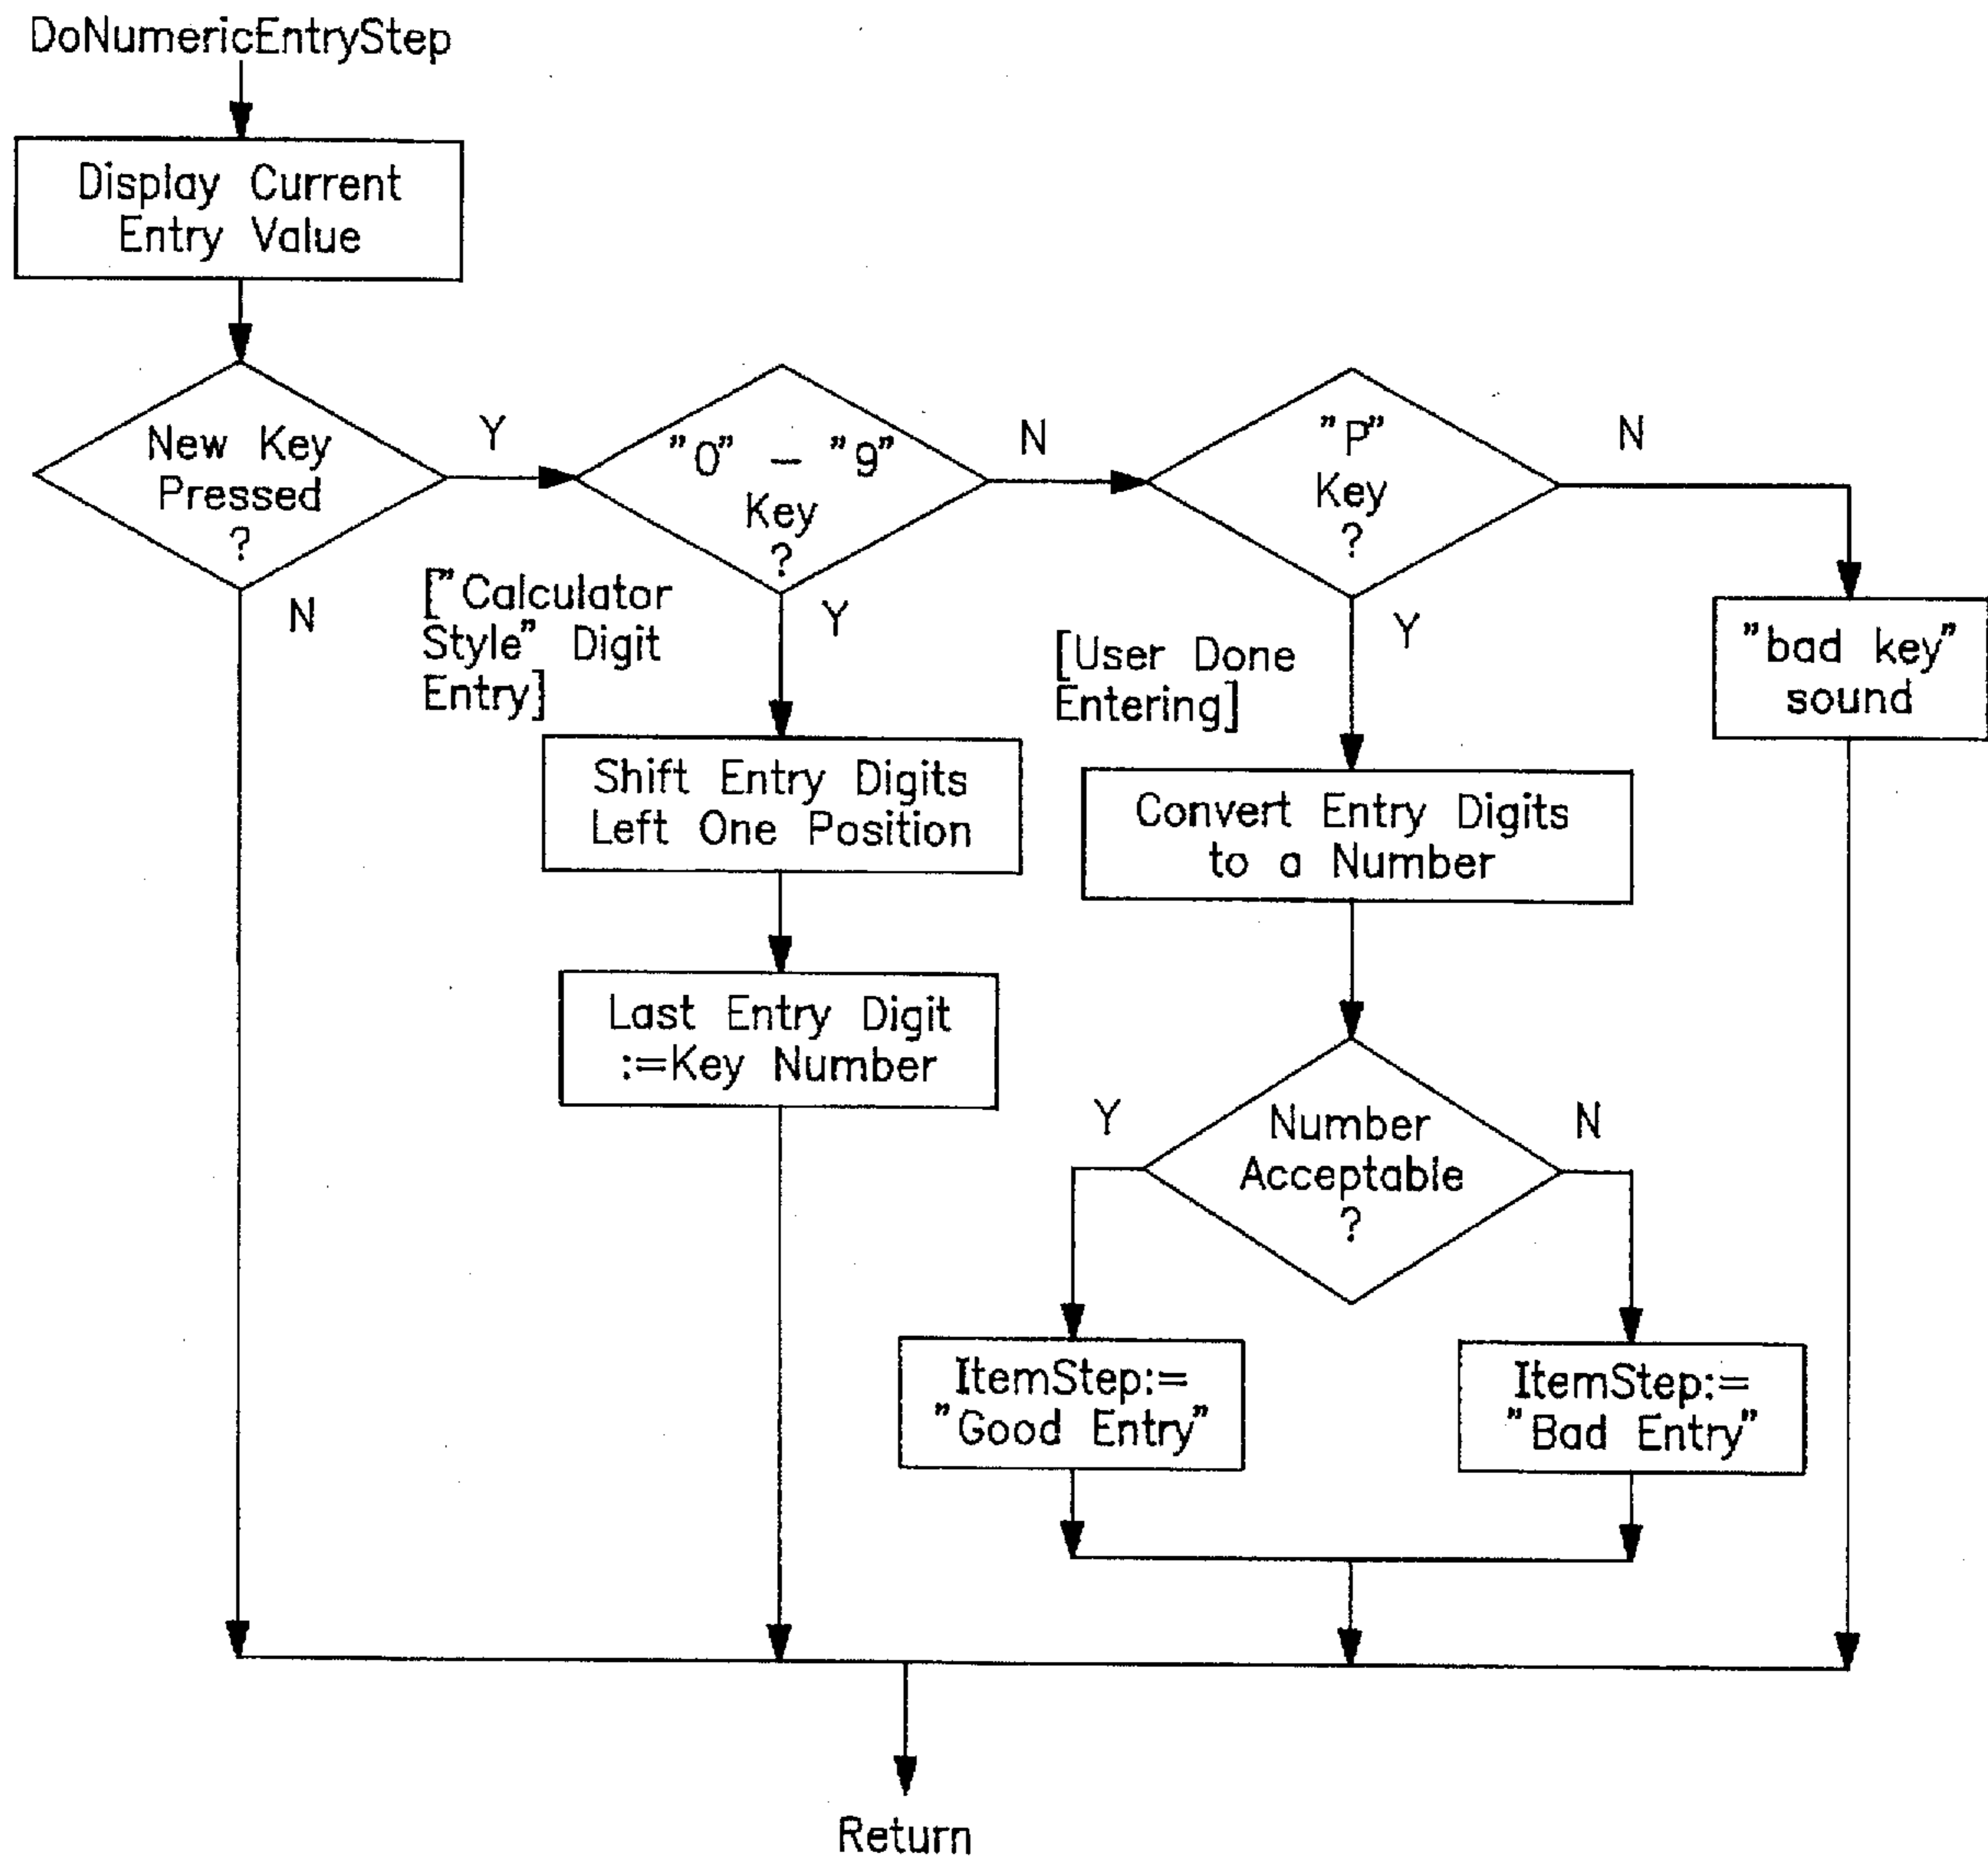 DoNumericEntryStep
Display Current
Entry Value
New Key
Pressed
?
Y
N
"0" – "9"
Key
?
N
Y
["Calculator
Style" Digit
Entry]
Shift Entry Digits
Left One Position
Last Entry Digit
:=Key Number
"P"
Key
?
N
Y
[User Done
Entering]
"bad key"
sound
Convert Entry Digits
to a Number
Number
Acceptable
?
Y
N
ItemStep:=
"Good Entry"
ItemStep:=
"Bad Entry"
Return